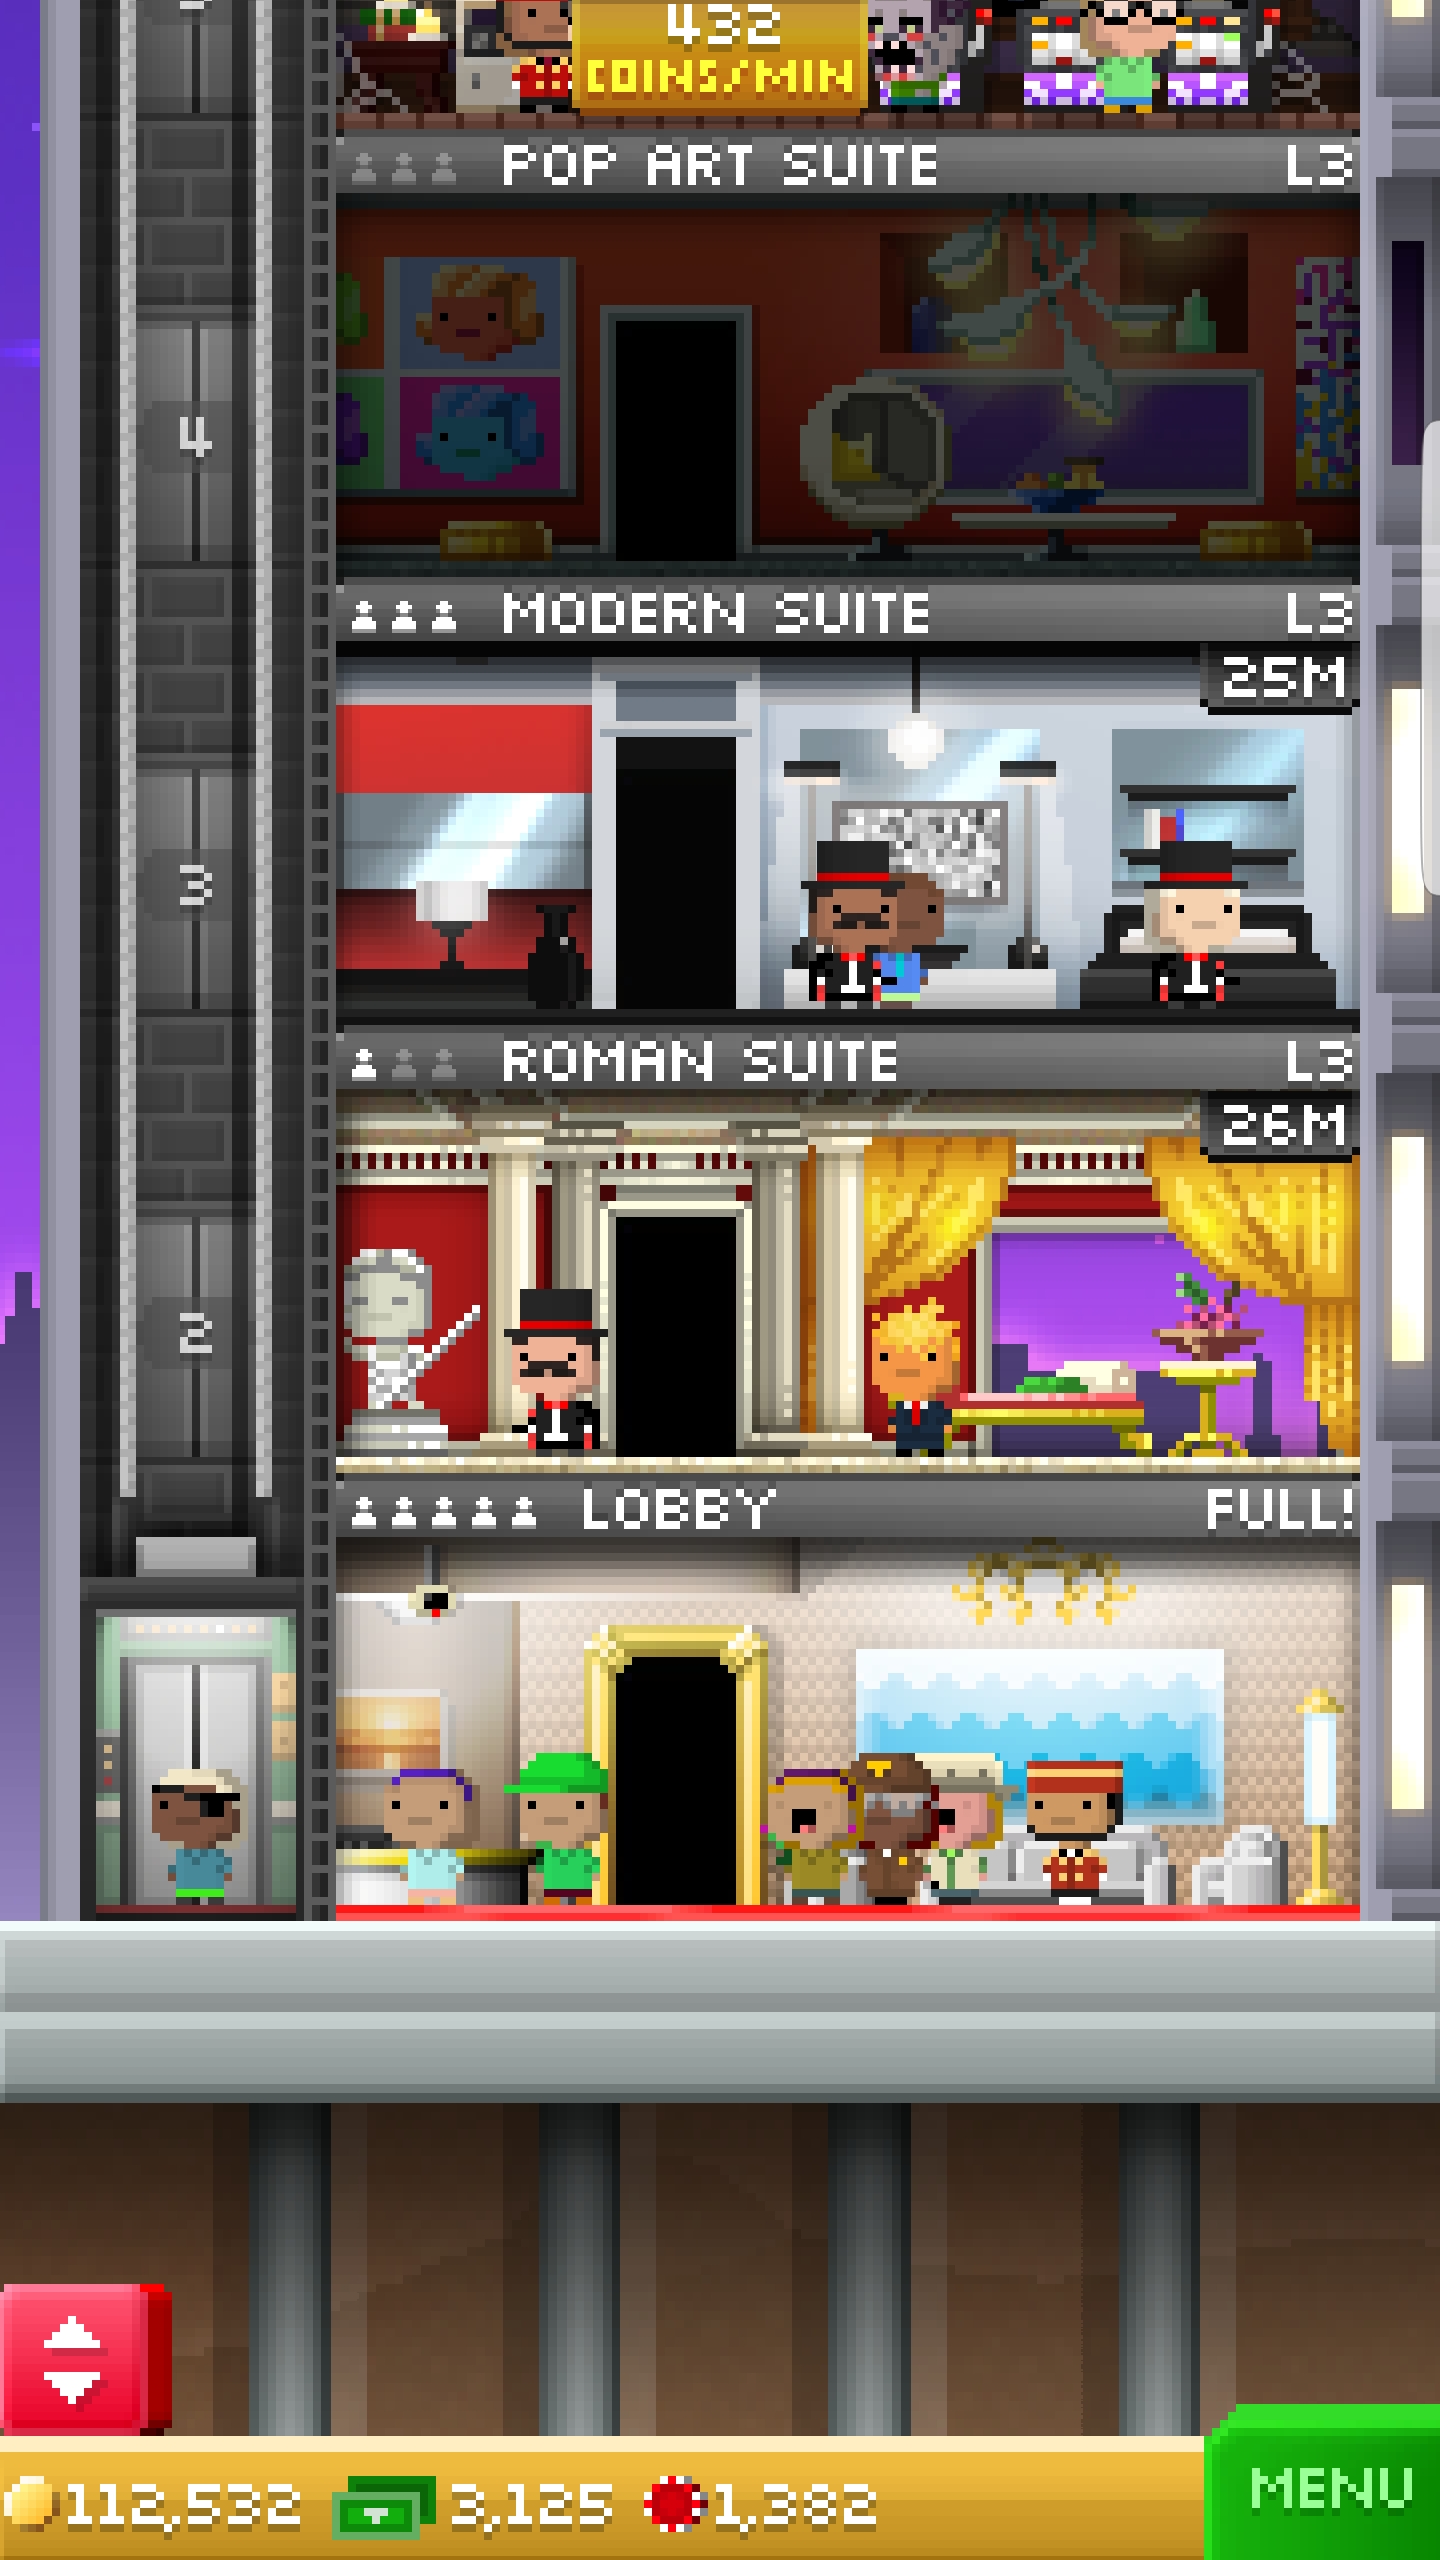 432
COINS/MIN
POP ART SUITE L3
4
MODERN SUITE L3
25M
3
ROMAN SUITE L3
26M
2
LOBBY FULL!
MENU
112,532 3,125 1,382